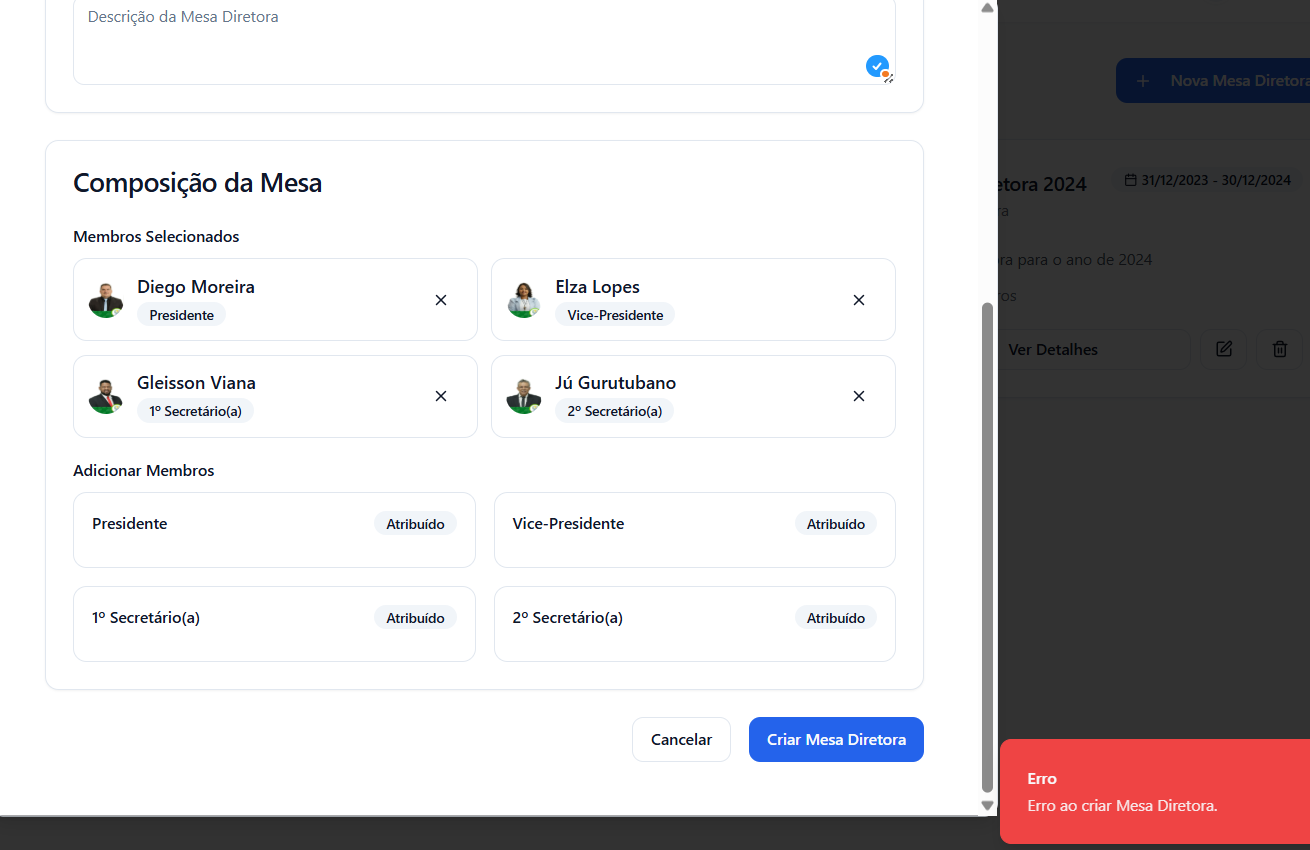 Descrição da Mesa Diretora
Nova Mesa Diretora
Composição da Mesa
etora 2024
31/12/2023 - 30/12/2024
ra
Membros Selecionados
ra para o ano de 2024
Diego Moreira
Presidente
Elza Lopes
Vice-Presidente
ros
Ver Detalhes
Gleisson Viana
1º Secretário(a)
Jú Gurutubano
2º Secretário(a)
Adicionar Membros
Presidente
Atribuído
Vice-Presidente
Atribuído
1º Secretário(a)
Atribuído
2º Secretário(a)
Atribuído
Cancelar
Criar Mesa Diretora
Erro
Erro ao criar Mesa Diretora.